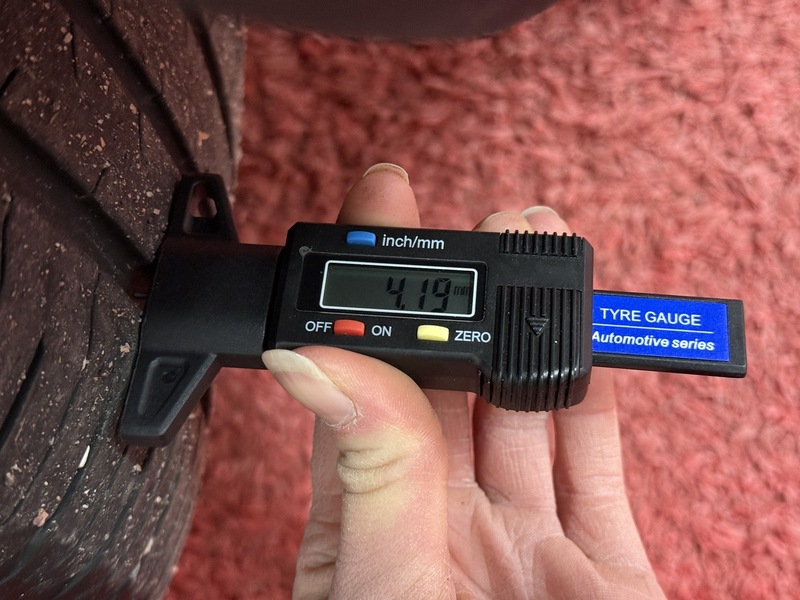 inch/mm
4.19 mm
OFF ON ZERO
TYRE GAUGE
Automotive series